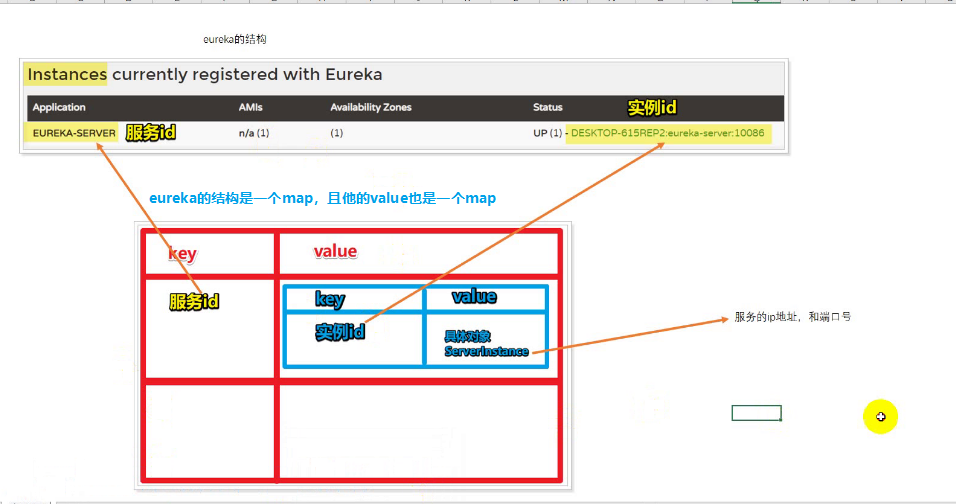 eureka的结构
Instances currently registered with Eureka
Application AMIs Availability Zones Status 实例id
EUREKA-SERVER 服务id n/a (1) (1) UP (1) - DESKTOP-615REP2:eureka-server:10086
eureka的结构是一个map，且他的value也是一个map
key value
服务id key value
实例id 具体对象
ServerInstance
服务的ip地址，和端口号